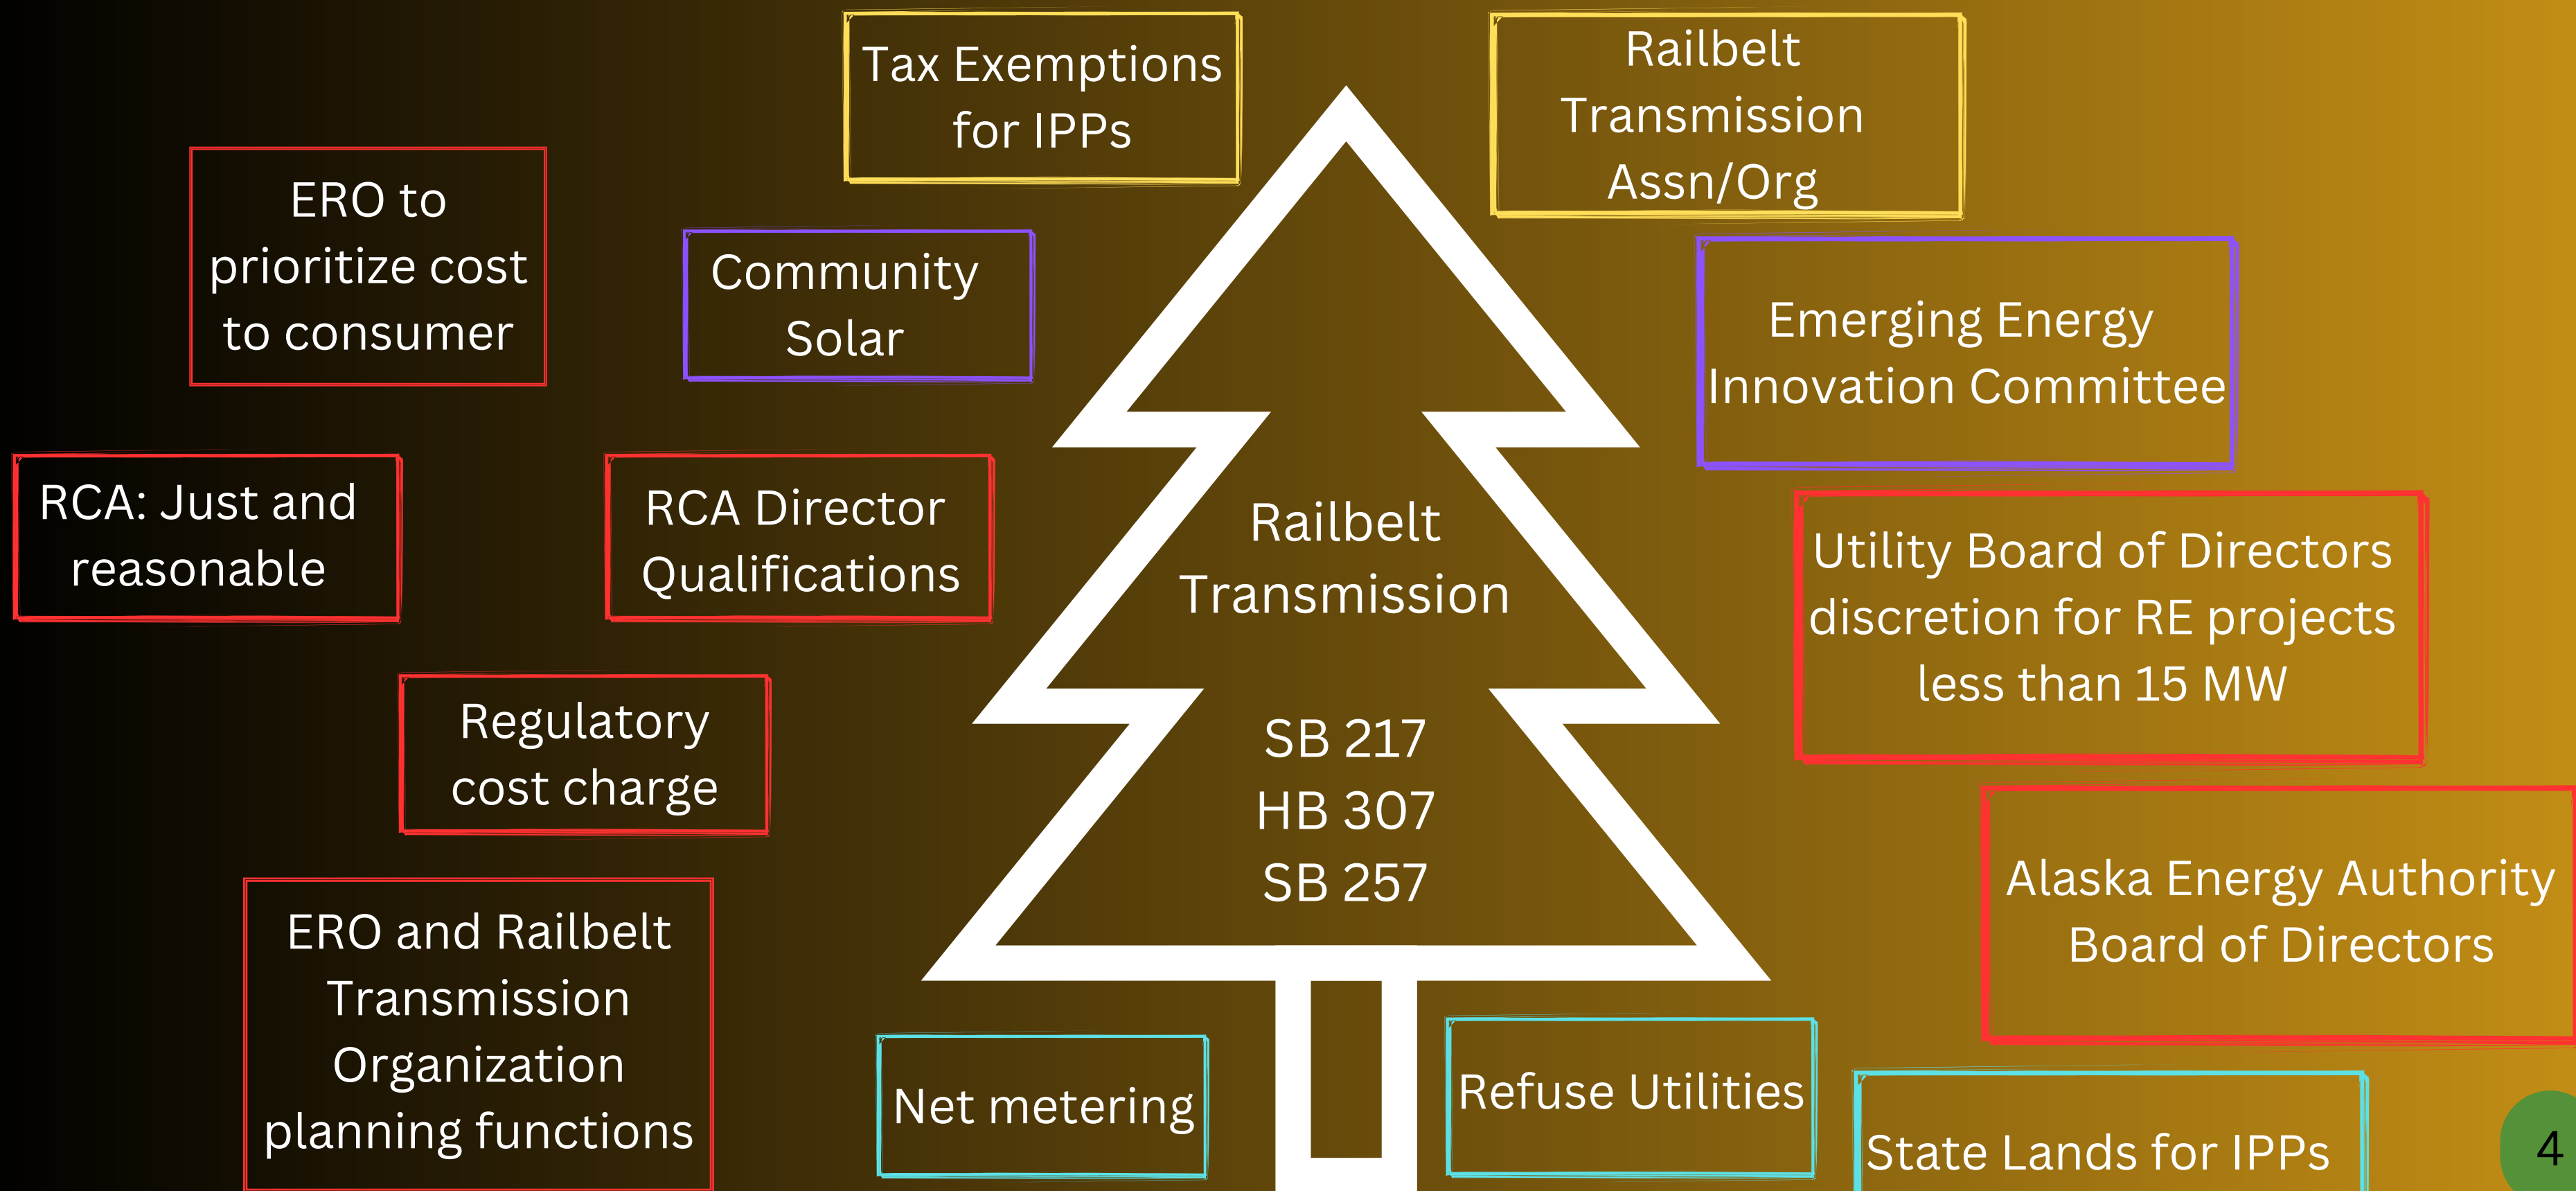 Tax Exemptions
for IPPs
Railbelt
Transmission
Assn/Org
ERO to
prioritize cost
to consumer
Community
Solar
Emerging Energy
Innovation Committee
RCA: Just and
reasonable
RCA Director
Qualifications
Railbelt
Transmission
SB 217
HB 307
SB 257
Utility Board of Directors
discretion for RE projects
less than 15 MW
Regulatory
cost charge
Alaska Energy Authority
Board of Directors
ERO and Railbelt
Transmission
Organization
planning functions
Net metering
Refuse Utilities
State Lands for IPPs
4